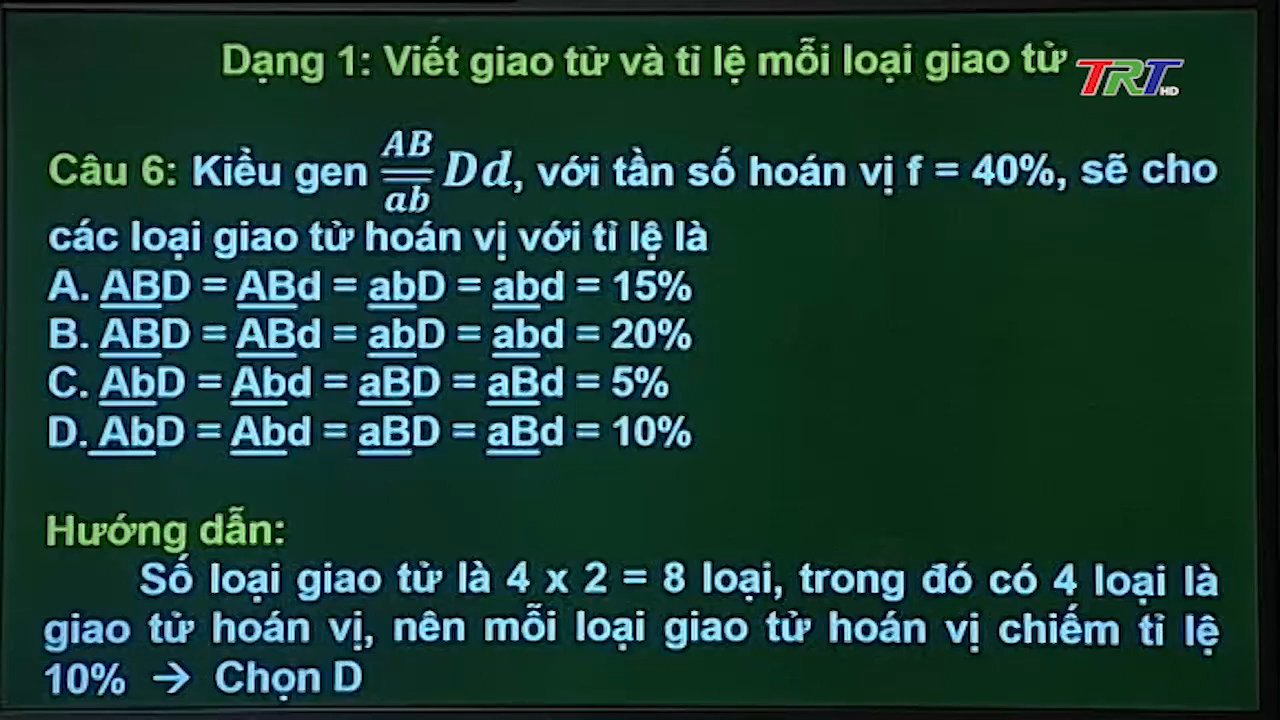 Dạng 1: Viết giao tử và tỉ lệ mỗi loại giao tử
TRT HD
Câu 6: Kiểu gen AB/ab Dd, với tần số hoán vị f = 40%, sẽ cho
các loại giao tử hoán vị với tỉ lệ là
A. ABD = ABd = abD = abd = 15%
B. ABD = ABd = abD = abd = 20%
C. AbD = Abd = aBD = aBd = 5%
D. AbD = Abd = aBD = aBd = 10%
Hướng dẫn:
Số loại giao tử là 4 x 2 = 8 loại, trong đó có 4 loại là
giao tử hoán vị, nên mỗi loại giao tử hoán vị chiếm tỉ lệ
10% → Chọn D